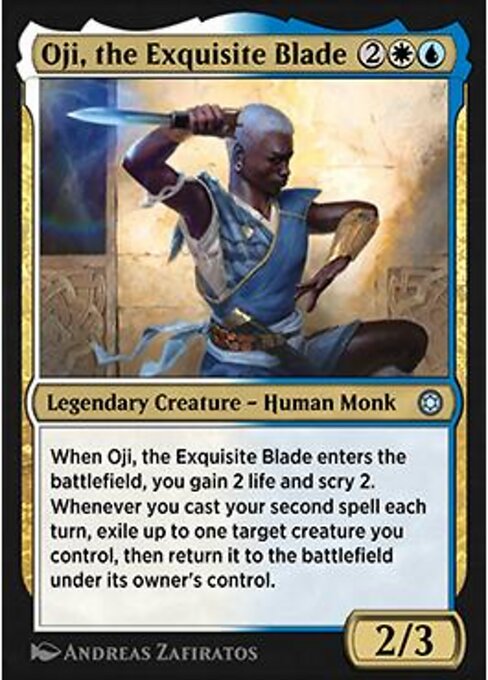 Oji, the Exquisite Blade 2
Legendary Creature – Human Monk
When Oji, the Exquisite Blade enters the
battlefield, you gain 2 life and scry 2.
Whenever you cast your second spell each
turn, exile up to one target creature you
control, then return it to the battlefield
under its owner's control.
2/3
ANDREAS ZAFIRATOS